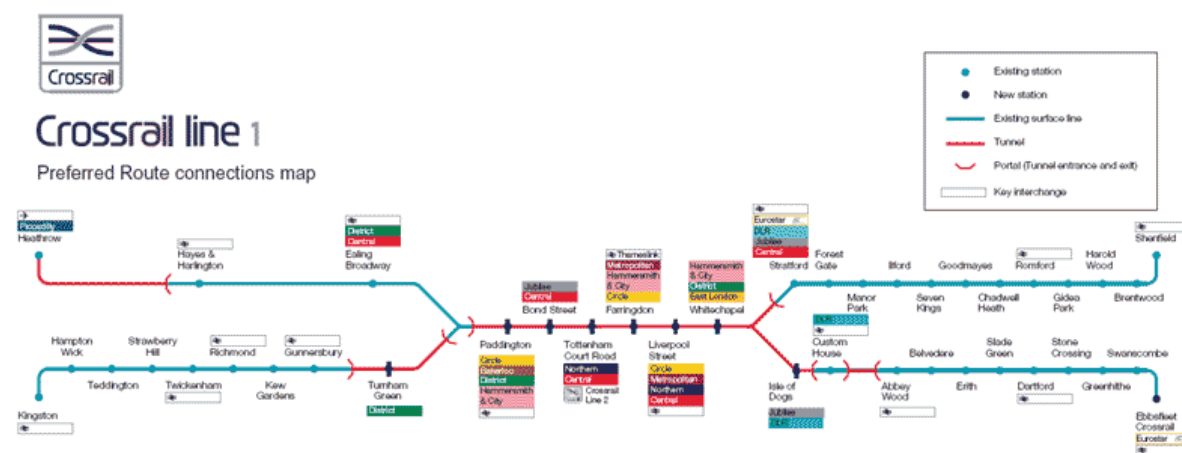 Crossrail
Crossrail line 1
Preferred Route connections map
Existing station
New station
Existing surface line
Tunnel
Portal (Tunnel entrance and exit)
Key interchange
Piccadilly
Heathrow
Hayes &
Harlington
District
Central
Ealing
Broadway
Hampton
Wick
Strawberry
Hill
Richmond
Gunnersbury
Teddington
Twickenham
Kew
Gardens
Turnham
Green
District
Kingston
Paddington
Circle
Bakerloo
District
Hammersmith
& City
Jubilee
Central
Bond Street
Tottenham
Court Road
Northern
Central
Crossrail
Line 2
Thameslink
Metropolitan
Hammersmith
& City
Circle
Farringdon
Liverpool
Street
Circle
Metropolitan
Northern
Central
Hammersmith
& City
District
East London
Whitechapel
Eurostar
DLR
Jubilee
Central
Stratford
Forest
Gate
Manor
Park
Ilford
Seven
Kings
Goodmayes
Chadwell
Heath
Romford
Gidea
Park
Harold
Wood
Brentwood
Shenfield
Isle of
Dogs
Jubilee
DLR
DLR
Custom
House
Abbey
Wood
Belvedere
Erith
Slade
Green
Dartford
Stone
Crossing
Greenhithe
Swanscombe
Ebbsfleet
Crossrail
Eurostar